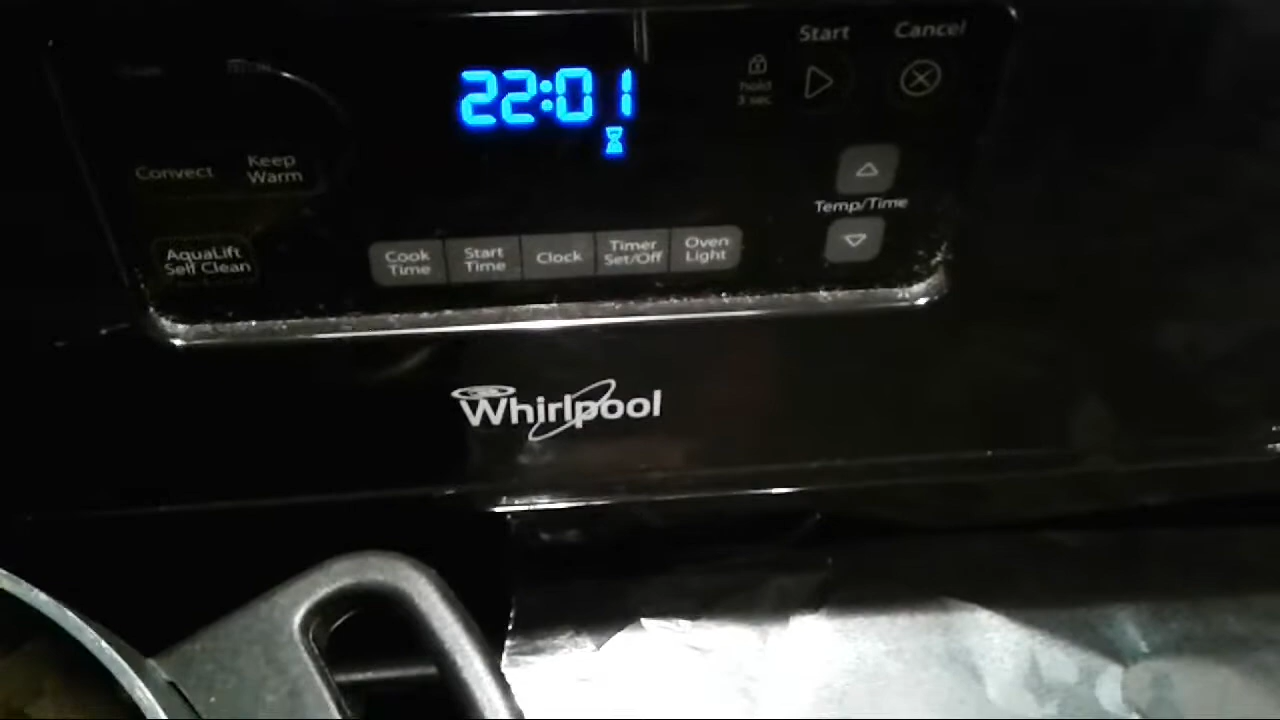 Start Cancel
22:01
hold
3 sec
Convect
Keep
Warm
Temp/Time
AquaLift
Self Clean
Cook
Time
Start
Time
Clock
Timer
Set/Off
Oven
Light
Whirlpool